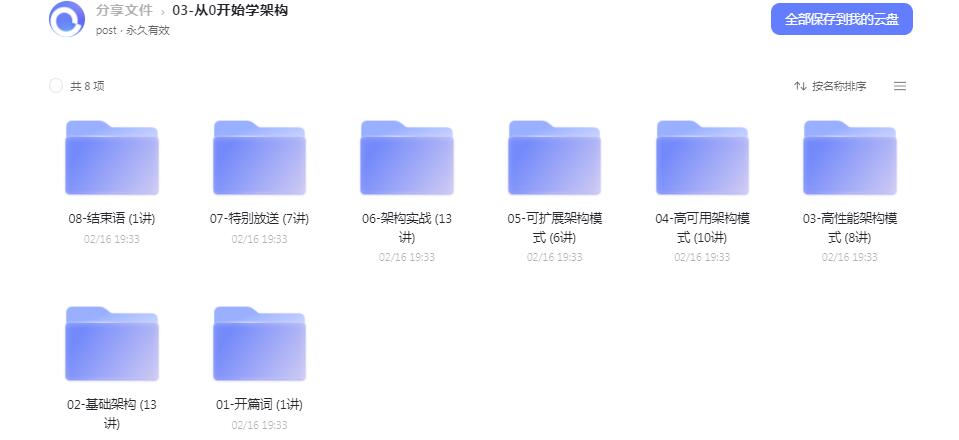 分享文件 › 03-从0开始学架构
post · 永久有效
全部保存到我的云盘
共 8 项
按名称排序
08-结束语 (1讲)
02/16 19:33
07-特别放送 (7讲)
02/16 19:33
06-架构实战 (13
讲)
02/16 19:33
05-可扩展架构模
式 (6讲)
02/16 19:33
04-高可用架构模
式 (10讲)
02/16 19:33
03-高性能架构模
式 (8讲)
02/16 19:33
02-基础架构 (13
讲)
01-开篇词 (1讲)
02/16 19:33